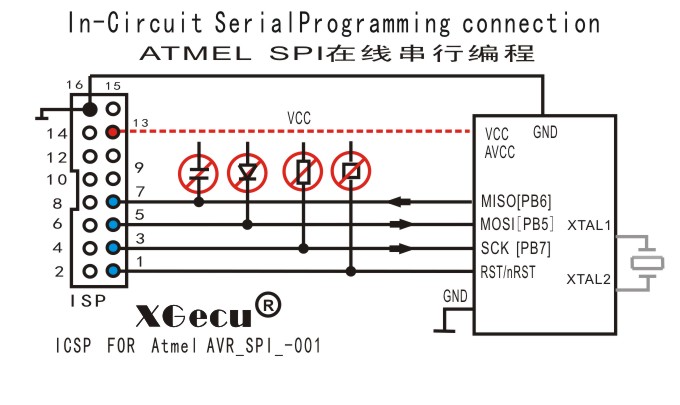 In-Circuit SerialProgramming connection
ATMEL SPI在线串行编程
16 15
13
VCC
14
VCC
GND
AVCC
12
9
10
7
8
MISO[PB6]
5
6
MOSI[PB5]
XTAL1
3
4
SCK [PB7]
1
2
RST/nRST
XTAL2
ISP
GND
XGecu®
ICSP FOR Atmel AVR_SPI_-001